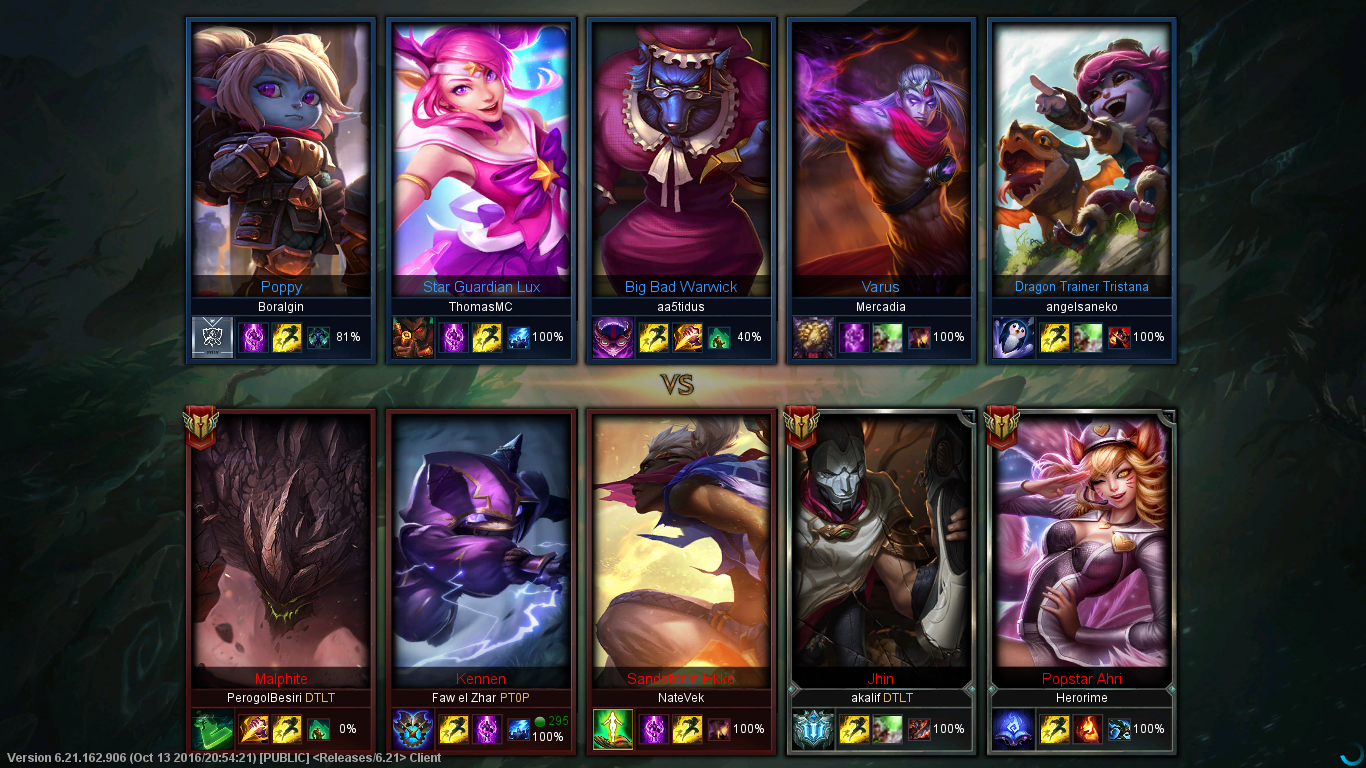 Poppy
Boralgin
81%
Star Guardian Lux
ThomasMC
100%
Big Bad Warwick
aa5tidus
40%
Varus
Mercadia
100%
Dragon Trainer Tristana
angelsaneko
100%
VS
Malphite
PerogolBesiri DTLT
0%
Kennen
Faw el Zhar PT0P
295
100%
Sandstorm Ekko
NateVek
100%
Jhin
akalif DTLT
100%
Popstar Ahri
Herorime
100%
Version 6.21.162.906 (Oct 13 2016/20:54:21) [PUBLIC] <Releases/6.21> Client